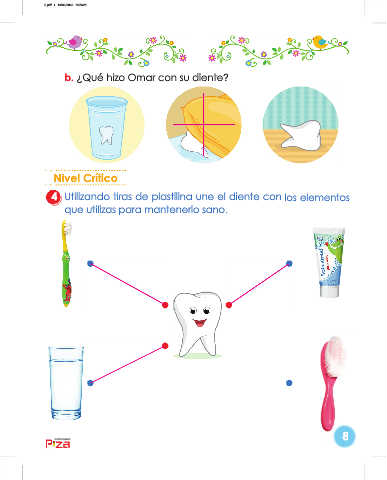 b. ¿Qué hizo Omar con su diente?
Nivel Crítico
4 Utilizando tiras de plastilina une el diente con los elementos
que utilizas para mantenerlo sano.
P'zA
8